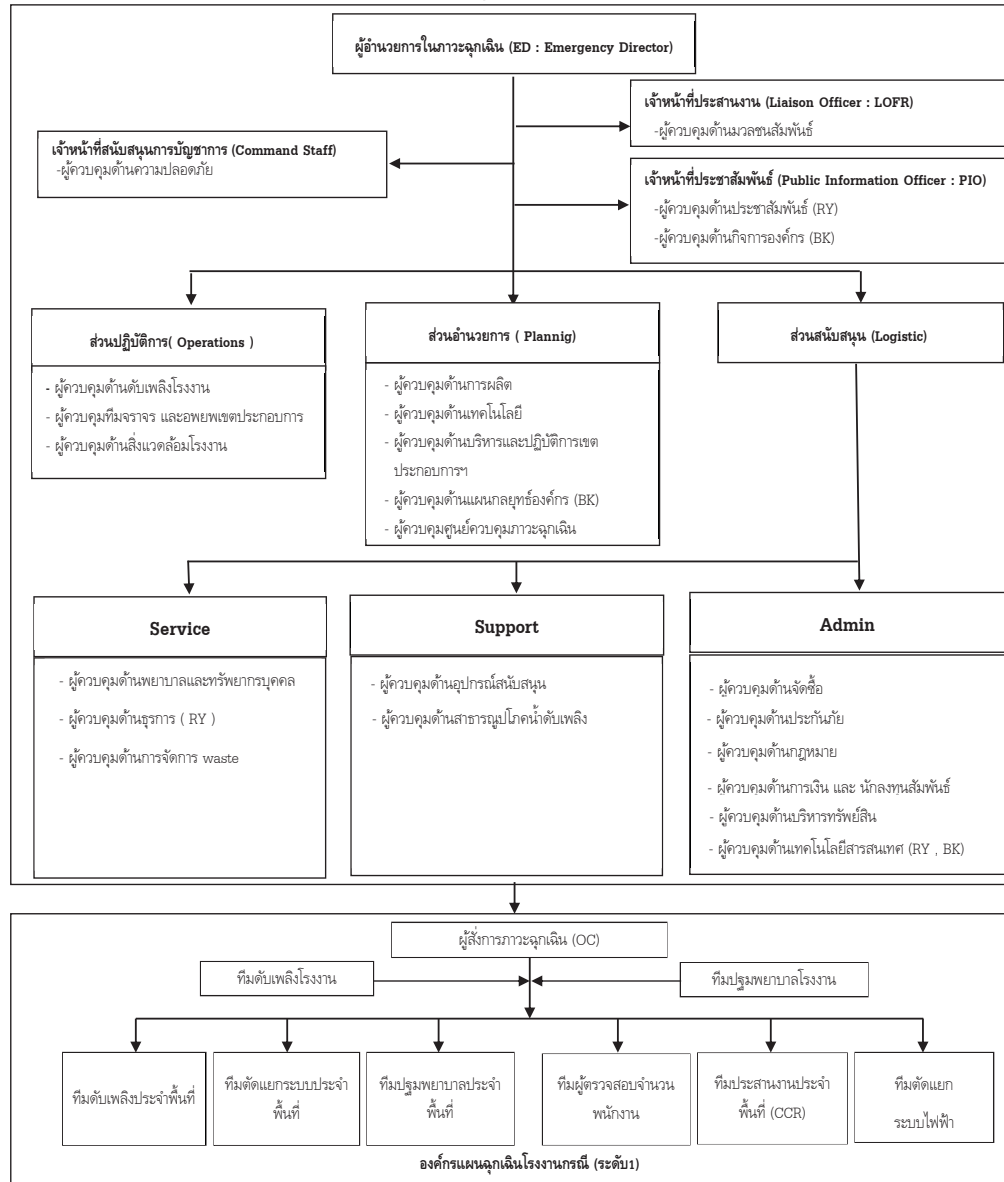 ผู้อำนวยการในภาวะฉุกเฉิน (ED : Emergency Director)
เจ้าหน้าที่ประสานงาน (Liaison Officer : LOFR)
-ผู้ควบคุมด้านมวลชนสัมพันธ์
เจ้าหน้าที่สนับสนุนการบัญชาการ (Command Staff)
-ผู้ควบคุมด้านความปลอดภัย
เจ้าหน้าที่ประชาสัมพันธ์ (Public Information Officer : PIO)
-ผู้ควบคุมด้านประชาสัมพันธ์ (RY)
-ผู้ควบคุมด้านกิจการองค์กร (BK)
ส่วนปฏิบัติการ( Operations )
- ผู้ควบคุมด้านดับเพลิงโรงงาน
- ผู้ควบคุมทีมจราจร และอพยพเขตประกอบการ
- ผู้ควบคุมด้านสิ่งแวดล้อมโรงงาน
ส่วนอำนวยการ ( Plannig)
- ผู้ควบคุมด้านการผลิต
- ผู้ควบคุมด้านเทคโนโลยี
- ผู้ควบคุมด้านบริหารและปฏิบัติการเขต
ประกอบการฯ
- ผู้ควบคุมด้านแผนกลยุทธ์องค์กร (BK)
- ผู้ควบคุมศูนย์ควบคุมภาวะฉุกเฉิน
ส่วนสนับสนุน (Logistic)
Service
- ผู้ควบคุมด้านพยาบาลและทรัพยากรบุคคล
- ผู้ควบคุมด้านธุรการ ( RY )
- ผู้ควบคุมด้านการจัดการ waste
Support
- ผู้ควบคุมด้านอุปกรณ์สนับสนุน
- ผู้ควบคุมด้านสาธารณูปโภคน้ำดับเพลิง
Admin
- ผู้ควบคุมด้านจัดซื้อ
- ผู้ควบคุมด้านประกันภัย
- ผู้ควบคุมด้านกฎหมาย
- ผู้ควบคุมด้านการเงิน และ นักลงทุนสัมพันธ์
- ผู้ควบคุมด้านบริหารทรัพย์สิน
- ผู้ควบคุมด้านเทคโนโลยีสารสนเทศ (RY , BK)
ผู้สั่งการภาวะฉุกเฉิน (OC)
ทีมดับเพลิงโรงงาน
ทีมปฐมพยาบาลโรงงาน
ทีมดับเพลิงประจำพื้นที่
ทีมตัดแยกระบบประจำ
พื้นที่
ทีมปฐมพยาบาลประจำ
พื้นที่
ทีมผู้ตรวจสอบจำนวน
พนักงาน
ทีมประสานงานประจำ
พื้นที่ (CCR)
ทีมตัดแยก
ระบบไฟฟ้า
องค์กรแผนฉุกเฉินโรงงานกรณี (ระดับ1)